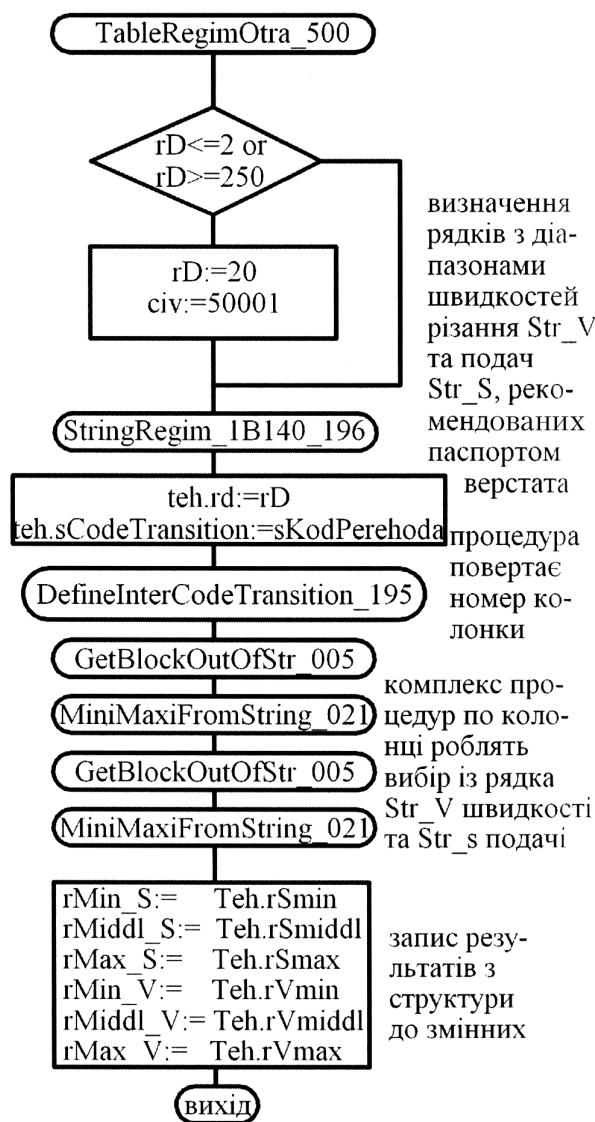 TableRegimOtra_500
rD<=2 or
rD>=250
rD:=20
civ:=50001
визначення
рядків з діа-
пазонами
швидкостей
різання Str_V
та подач
Str_S, реко-
мендованих
паспортом
верстата
StringRegim_1B140_196
teh.rd:=rD
teh.sCodeTransition:=sKodPerehoda
процедура
повертає
номер ко-
лонки
DefineInterCodeTransition_195
GetBlockOutOfStr_005
MiniMaxiFromString_021
GetBlockOutOfStr_005
MiniMaxiFromString_021
комплекс про-
цедур по коло-
нці роблять
вибір із рядка
Str_V швидкості
та Str_s подачі
rMin_S:= Teh.rSmin
rMiddl_S:= Teh.rSmiddl
rMax_S:= Teh.rSmax
rMin_V:= Teh.rVmin
rMiddl_V:= Teh.rVmiddl
rMax_V:= Teh.rVmax
запис резу-
льтатів з
структури
до змінних
вихід